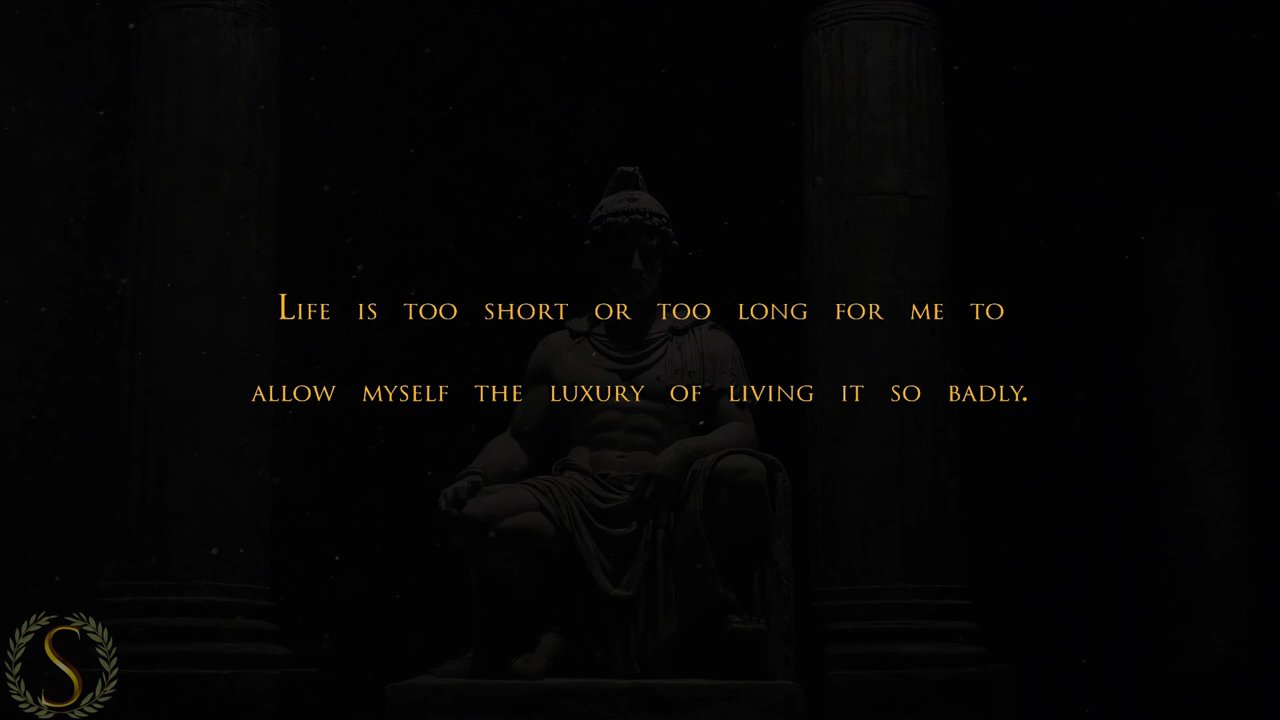 Life is too short or too long for me to
allow myself the luxury of living it so badly.
S